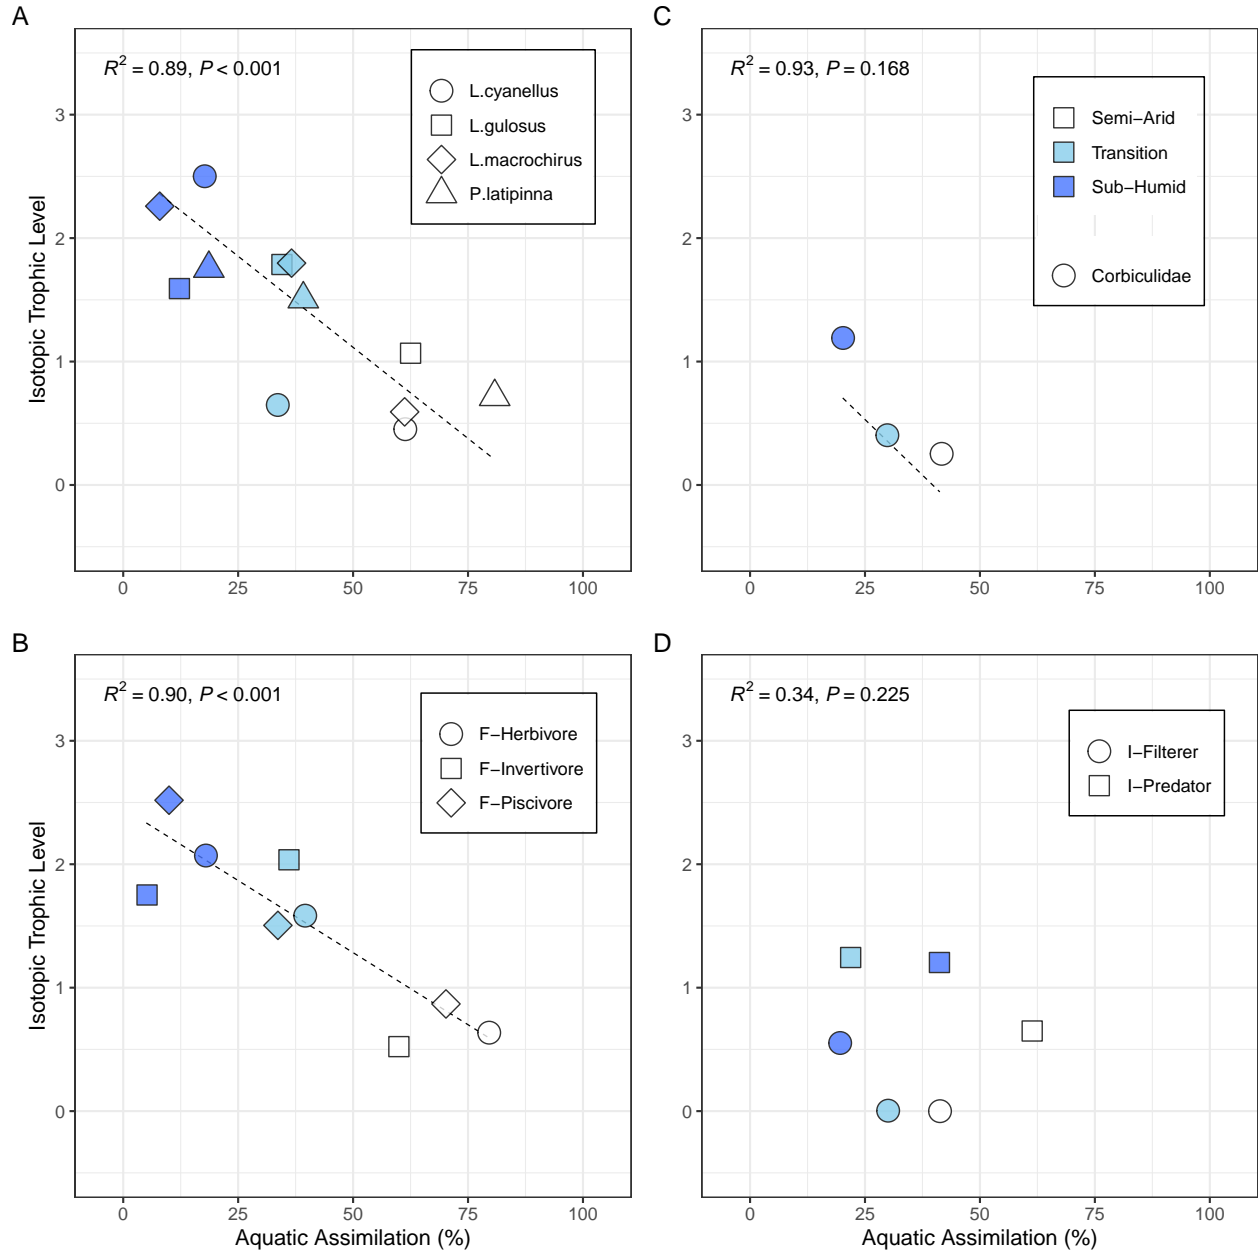 A
R² = 0.89, P < 0.001
L.cyanellus
L.gulosus
L.macrochirus
P.latipinna
Isotopic Trophic Level
3
2
1
0
0 25 50 75 100
C
R² = 0.93, P = 0.168
Semi−Arid
Transition
Sub−Humid
Corbiculidae
3
2
1
0
0 25 50 75 100
B
R² = 0.90, P < 0.001
F−Herbivore
F−Invertivore
F−Piscivore
Isotopic Trophic Level
3
2
1
0
0 25 50 75 100
Aquatic Assimilation (%)
D
R² = 0.34, P = 0.225
I−Filterer
I−Predator
3
2
1
0
0 25 50 75 100
Aquatic Assimilation (%)